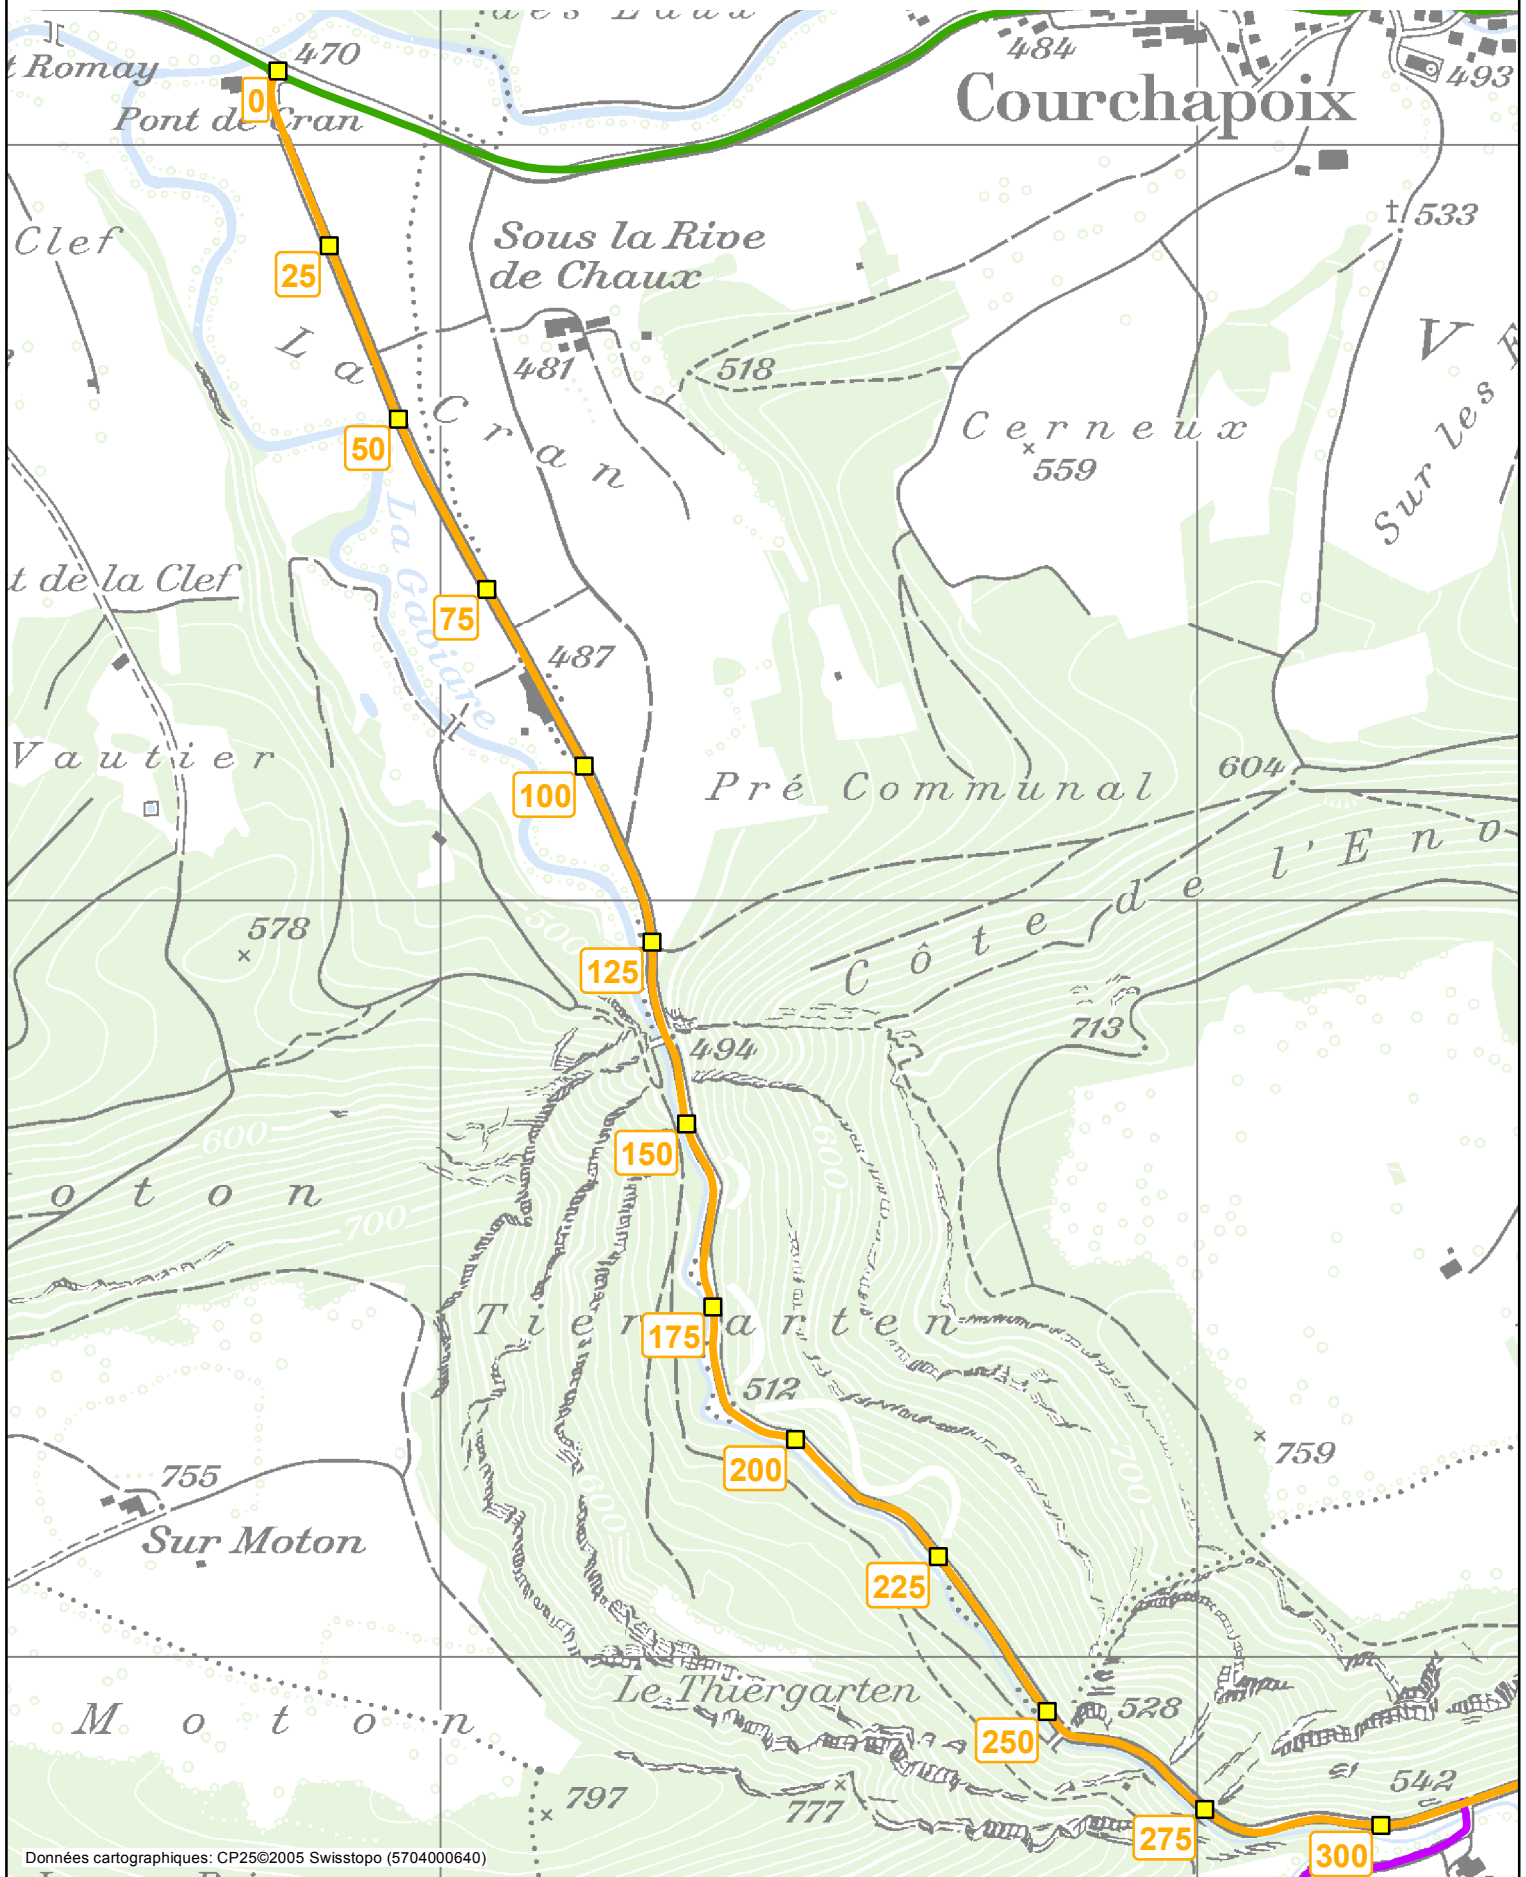 470
484
t Romay
Courchapoix
493
0
Pont de Cran
Clef
Sous la Rive
de Chaux
533
25
La
Cran
481
518
V
50
Cerneux
559
Sur les
La Gabiare
t de la Clef
75
487
Vautier
604
100
Pré Communal
Côte de l'Eno
578
500
125
494
713
600
150
600
oton
700
Tier
arten
175
512
755
200
700
759
Sur Moton
600
225
Le Thiergarten
528
Moton
250
542
797
777
275
300
Données cartographiques: CP25©2005 Swisstopo (5704000640)